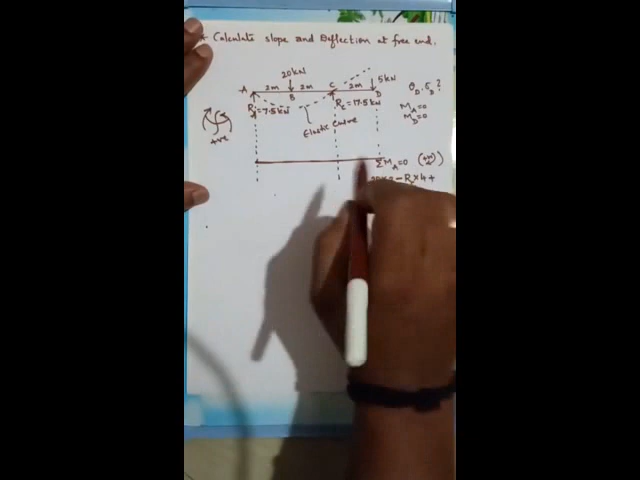 * Calculate slope and Deflection at free end.
20kN
5kN
A 2m 2m C 2m
B D
θD, δD ?
RA = 7.5kN
RC = 17.5kN
MA = 0
MD = 0
+ve
Elastic curve
ΣMA = 0